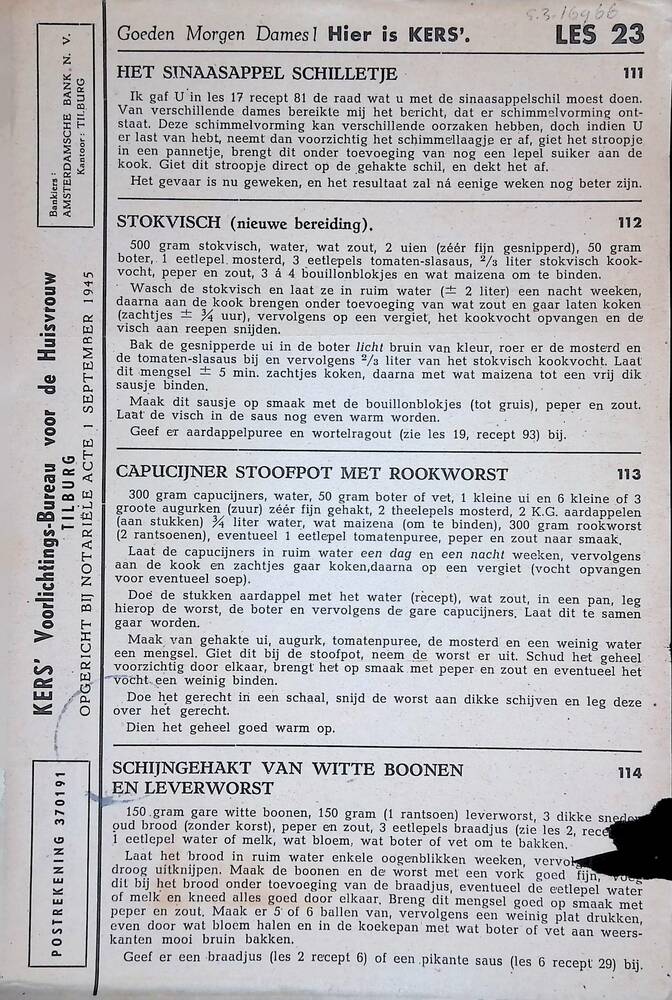 S.3.16966
Goeden Morgen Dames! Hier is KERS'. LES 23
HET SINAASAPPEL SCHILLETJE 111
Ik gaf U in les 17 recept 81 de raad wat u met de sinaasappelschil moest doen.
Van verschillende dames bereikte mij het bericht, dat er schimmelvorming ont-
staat. Deze schimmelvorming kan verschillende oorzaken hebben, doch indien U
er last van hebt, neemt dan voorzichtig het schimmellaagje er af, giet het stroopje
in een pannetje, brengt dit onder toevoeging van nog een lepel suiker aan de
kook. Giet dit stroopje direct op de gehakte schil, en dekt het af.
Het gevaar is nu geweken, en het resultaat zal ná eenige weken nog beter zijn.
STOKVISCH (nieuwe bereiding). 112
500 gram stokvisch, water, wat zout, 2 uien (zéér fijn gesnipperd), 50 gram
boter, 1 eetlepel mosterd, 3 eetlepels tomaten-slasaus, 2/3 liter stokvisch kook-
vocht, peper en zout, 3 á 4 bouillonblokjes en wat maizena om te binden.
Wasch de stokvisch en laat ze in ruim water (± 2 liter) een nacht weeken,
daarna aan de kook brengen onder toevoeging van wat zout en gaar laten koken
(zachtjes ± ¾ uur), vervolgens op een vergiet, het kookvocht opvangen en de
visch aan reepen snijden.
Bak de gesnipperde ui in de boter licht bruin van kleur, roer er de mosterd en
de tomaten-slasaus bij en vervolgens 2/3 liter van het stokvisch kookvocht. Laat
dit mengsel ± 5 min. zachtjes koken, daarna met wat maizena tot een vrij dik
sausje binden.
Maak dit sausje op smaak met de bouillonblokjes (tot gruis), peper en zout.
Laat de visch in de saus nog even warm worden.
Geef er aardappelpuree en wortelragout (zie les 19, recept 93) bij.
CAPUCIJNER STOOFPOT MET ROOKWORST 113
300 gram capucijners, water, 50 gram boter of vet, 1 kleine ui en 6 kleine of 3
groote augurken (zuur) zéér fijn gehakt, 2 theelepels mosterd, 2 K.G. aardappelen
(aan stukken) ¾ liter water, wat maizena (om te binden), 300 gram rookworst
(2 rantsoenen), eventueel 1 eetlepel tomatenpuree, peper en zout naar smaak.
Laat de capucijners in ruim water een dag en een nacht weeken, vervolgens
aan de kook en zachtjes gaar koken,daarna op een vergiet (vocht opvangen
voor eventueel soep).
Doe de stukken aardappel met het water (recept), wat zout, in een pan, leg
hierop de worst, de boter en vervolgens de gare capucijners. Laat dit te samen
gaar worden.
Maak van gehakte ui, augurk, tomatenpuree, de mosterd en een weinig water
een mengsel. Giet dit bij de stoofpot, neem de worst er uit. Schud het geheel
voorzichtig door elkaar, brengt het op smaak met peper en zout en eventueel het
vocht een weinig binden.
Doe het gerecht in een schaal, snijd de worst aan dikke schijven en leg deze
over het gerecht.
Dien het geheel goed warm op.
SCHIJNGEHAKT VAN WITTE BOONEN 114
EN LEVERWORST
150 gram gare witte boonen, 150 gram (1 rantsoen) leverworst, 3 dikke sneden
oud brood (zonder korst), peper en zout, 3 eetlepels braadjus (zie les 2, rece
1 eetlepel water of melk, wat bloem, wat boter of vet om te bakken.
Laat het brood in ruim water enkele oogenblikken weeken, vervolg
droog uitknijpen. Maak de boonen en de worst met een vork goed fijn, voeg
dit bij het brood onder toevoeging van de braadjus, eventueel de eetlepel water
of melk en kneed alles goed door elkaar. Breng dit mengsel goed op smaak met
peper en zout. Maak er 5 of 6 ballen van, vervolgens een weinig plat drukken,
even door wat bloem halen en in de koekepan met wat boter of vet aan weers-
kanten mooi bruin bakken.
Geef er een braadjus (les 2 recept 6) of een pikante saus (les 6 recept 29) bij.
Bankiers:
AMSTERDAMSCHE BANK N. V.
Kantoor: TILBURG
KERS' Voorlichtings-Bureau voor de Huisvrouw
TILBURG
OPGERICHT BIJ NOTARIËLE ACTE 1 SEPTEMBER 1945
POSTREKENING 370191